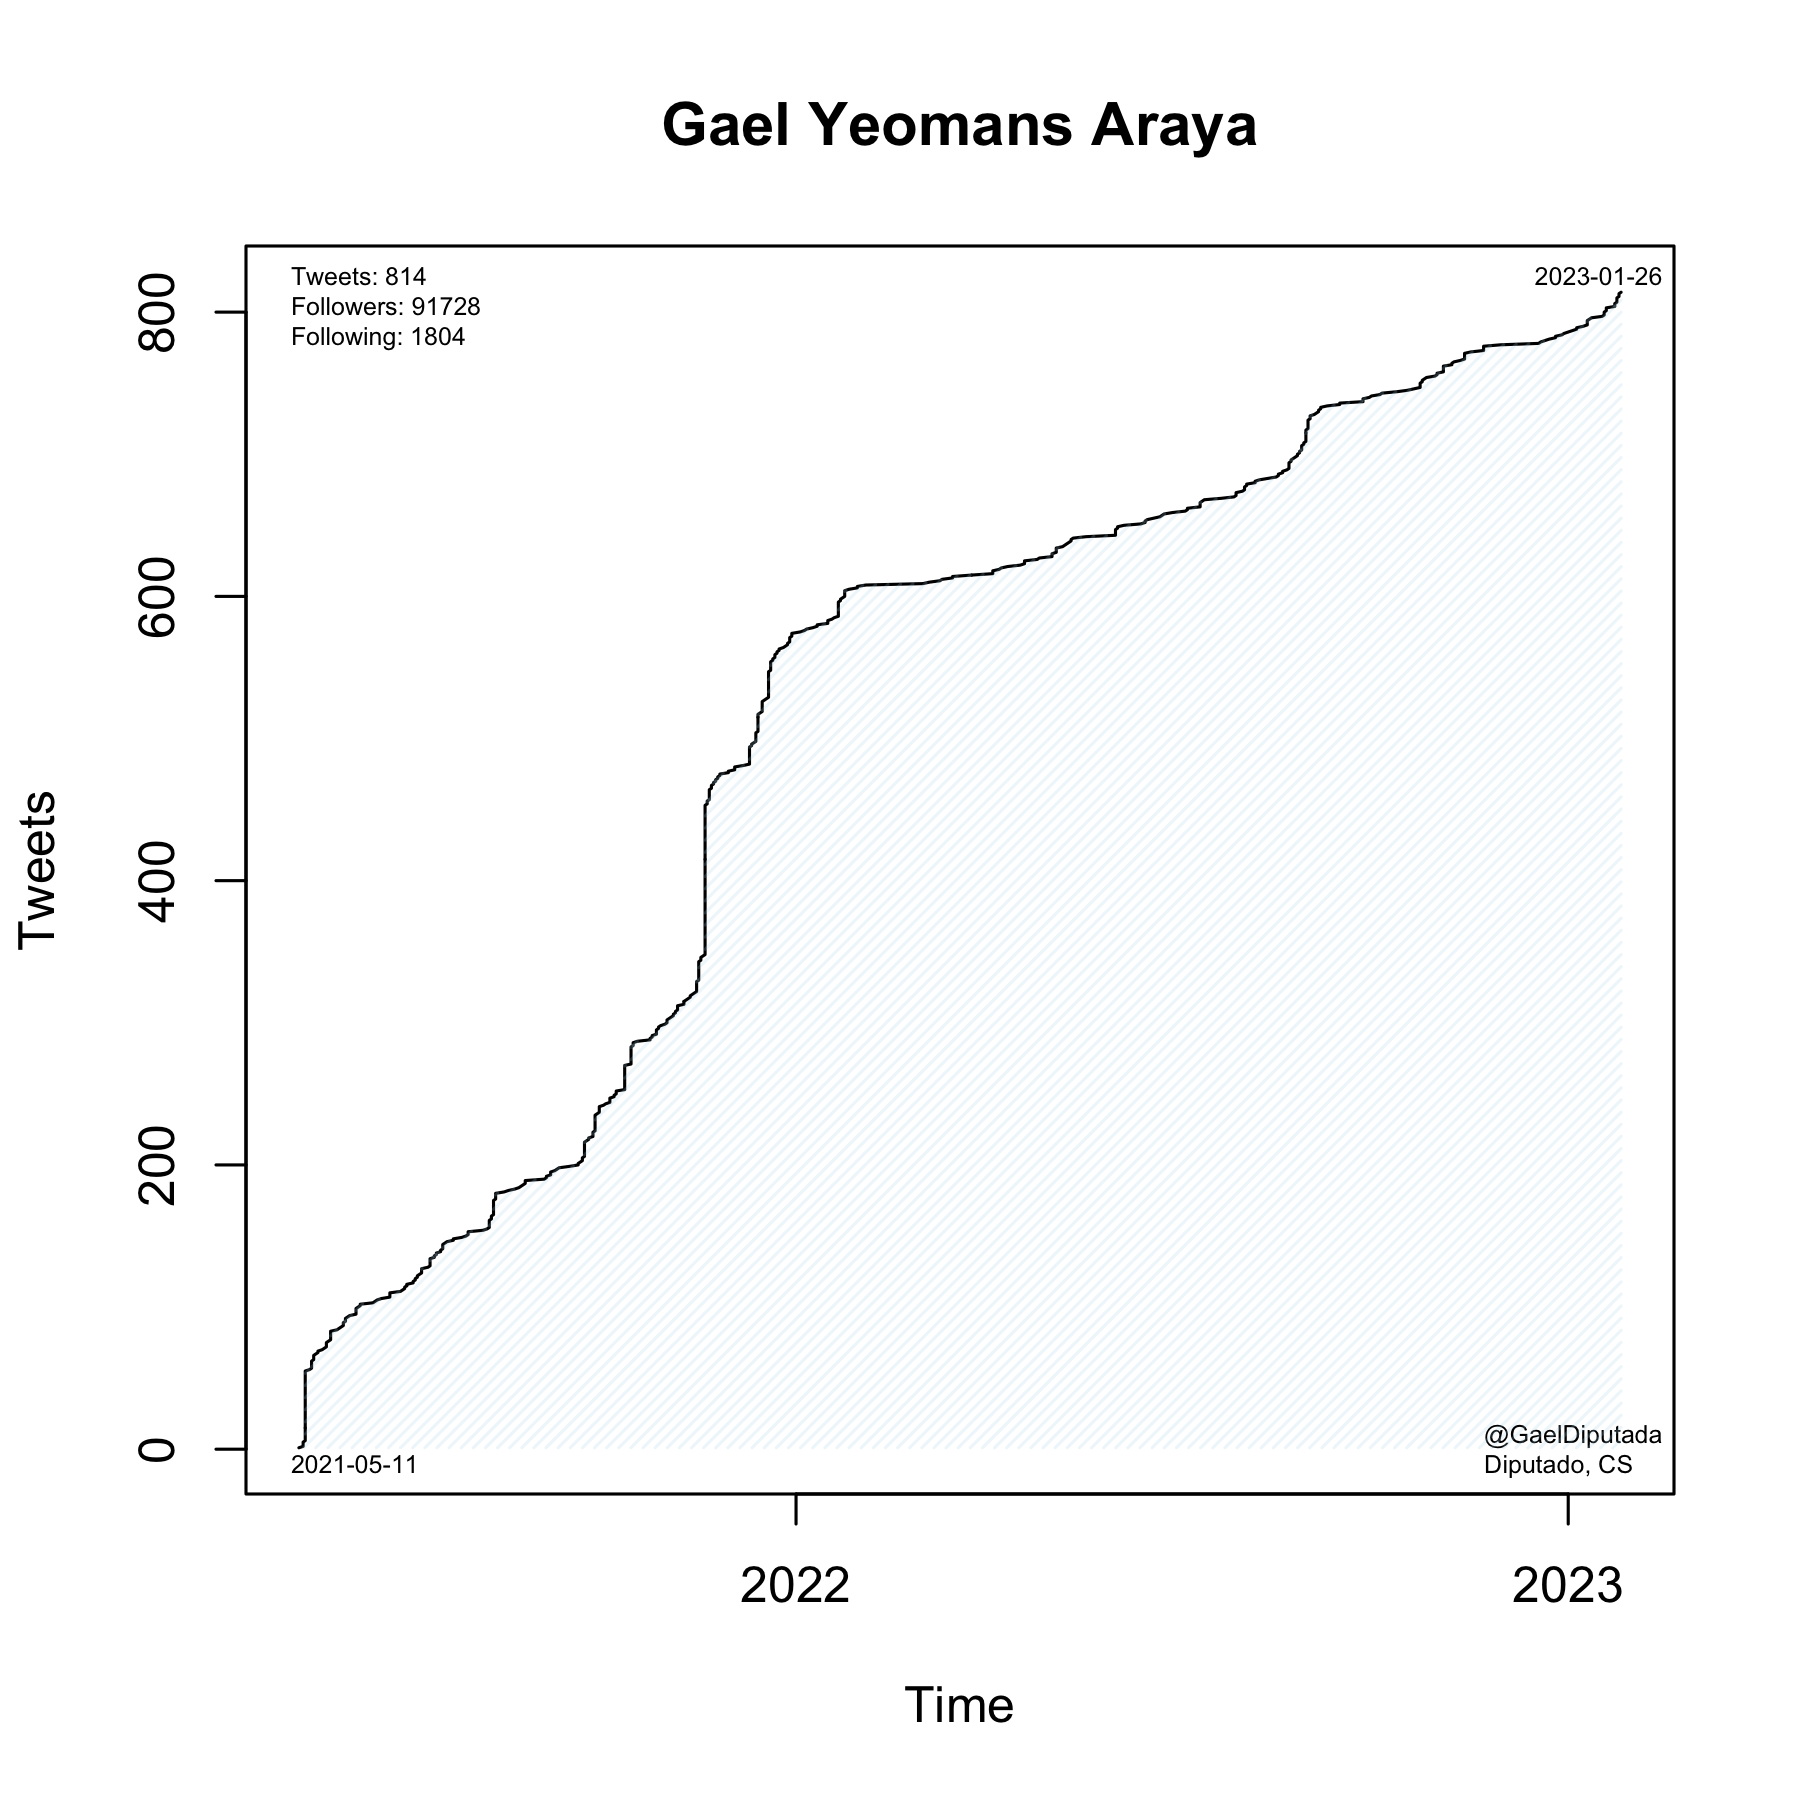 Gael Yeomans Araya
Tweets: 814
Followers: 91728
Following: 1804
2023-01-26
800
600
400
200
0
Tweets
2021-05-11
@GaelDiputada
Diputado, CS
2022
2023
Time